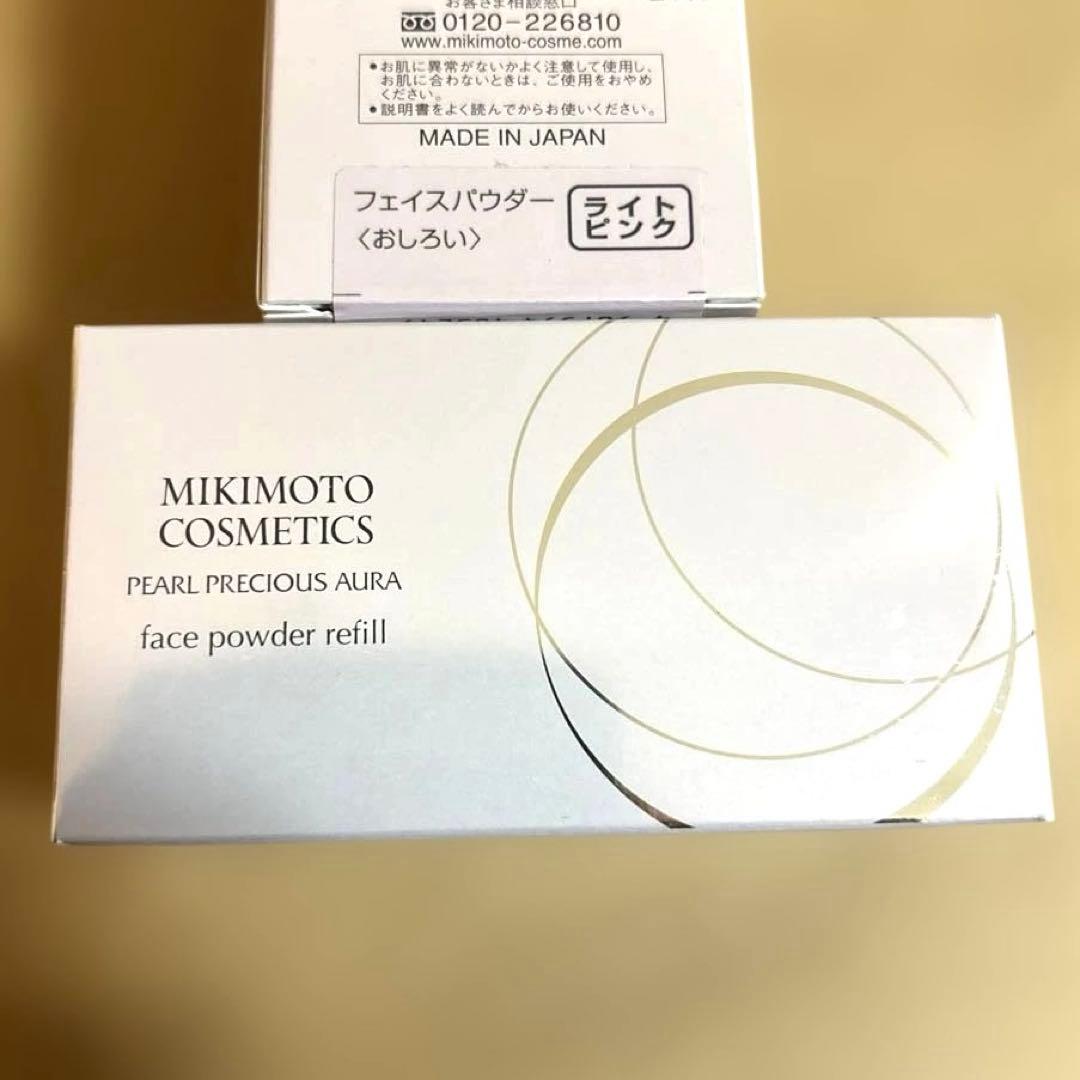 お客さま相談窓口
0120-226810
www.mikimoto-cosme.com
●お肌に異常がないかよく注意して使用し、
お肌に合わないときは、ご使用をおやめ
ください。
●説明書をよく読んでからお使いください。
MADE IN JAPAN
フェイスパウダー
〈おしろい〉
ライト
ピンク
MIKIMOTO
COSMETICS
PEARL PRECIOUS AURA
face powder refill